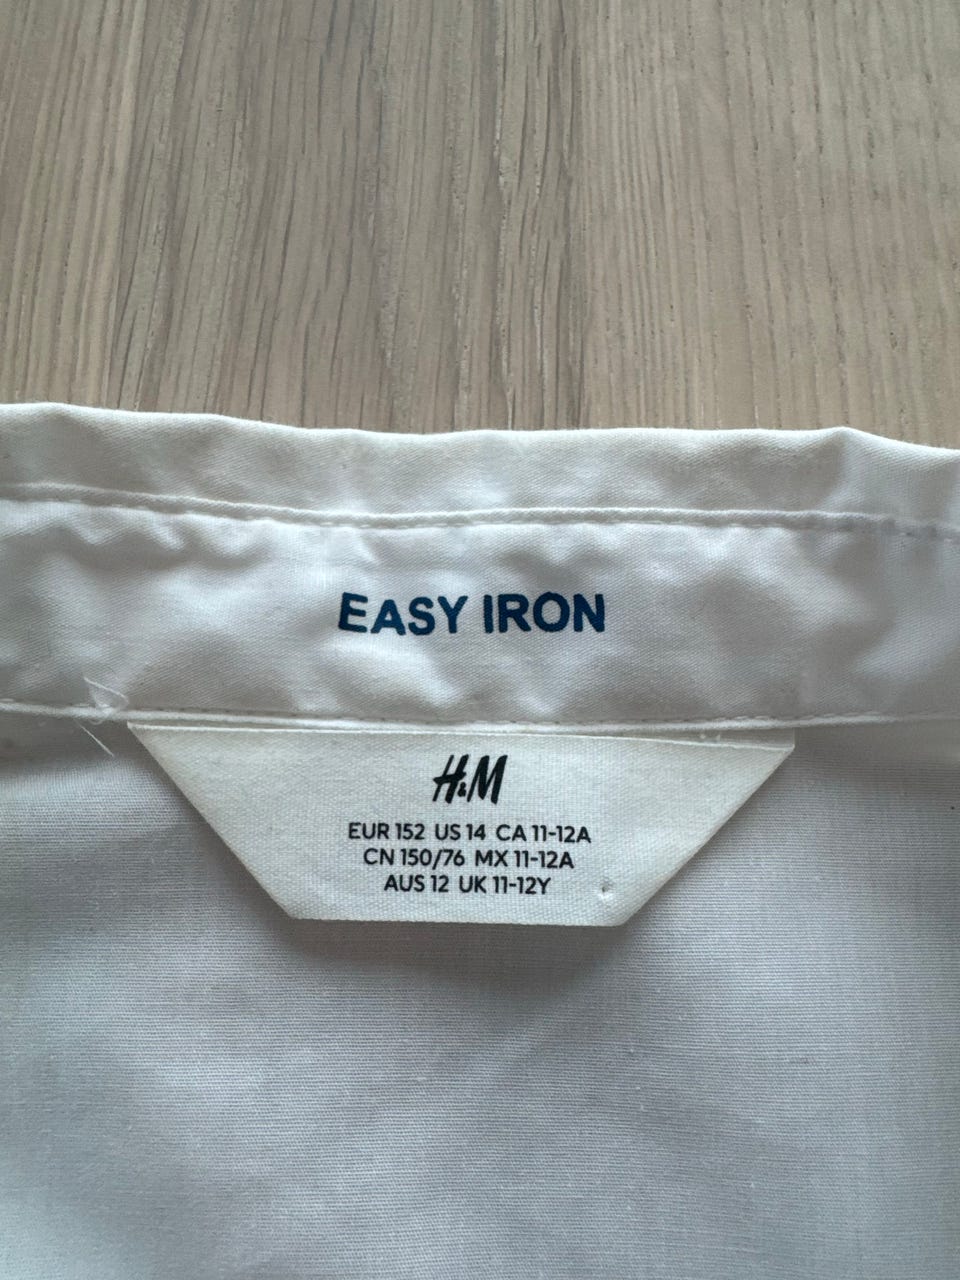 EASY IRON
H&M
EUR 152 US 14 CA 11-12A
CN 150/76 MX 11-12A
AUS 12 UK 11-12Y